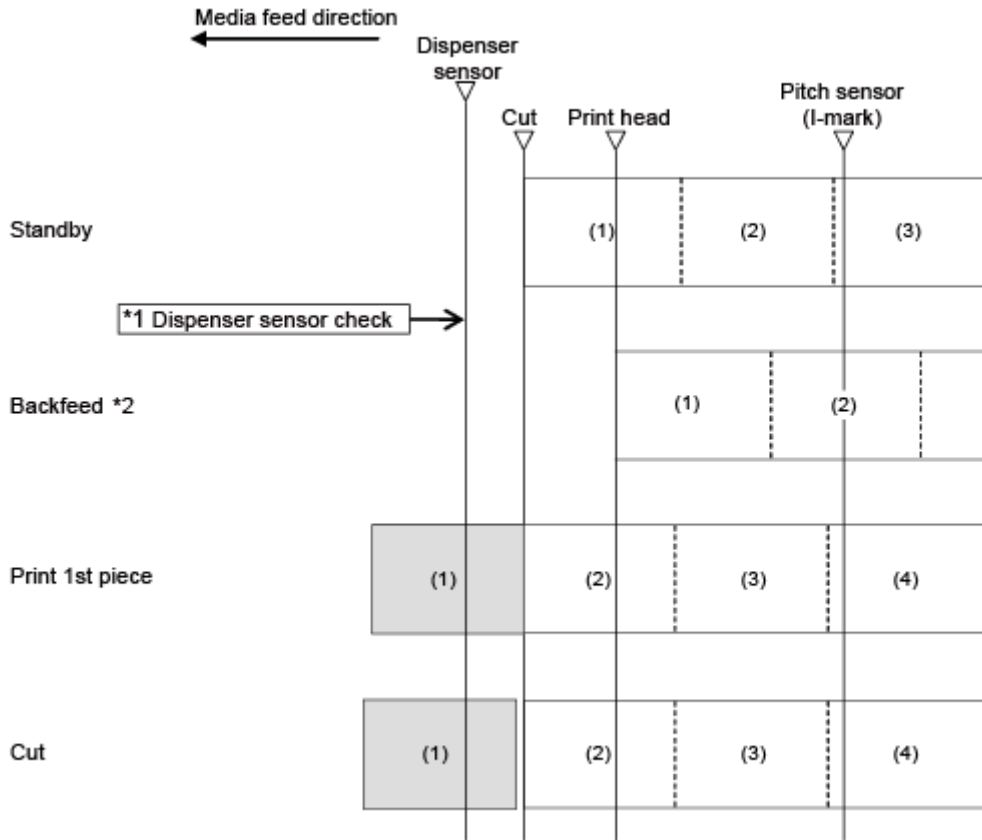 Media feed direction
Dispenser
sensor
Cut
Print head
Pitch sensor
(I-mark)
Standby
(1)
(2)
(3)
*1 Dispenser sensor check
Backfeed *2
(1)
(2)
Print 1st piece
(1)
(2)
(3)
(4)
Cut
(1)
(2)
(3)
(4)